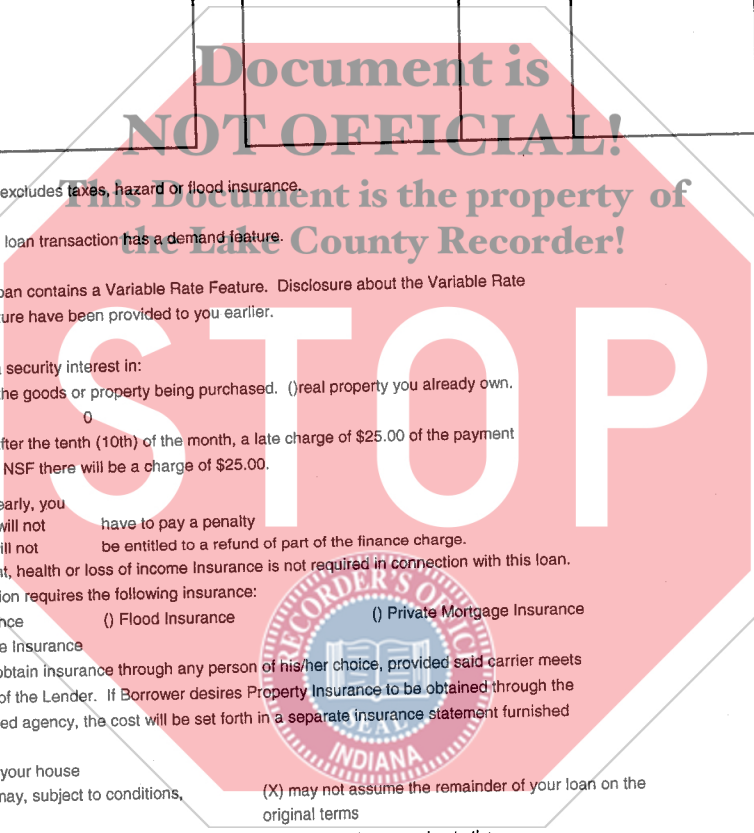 Document is
NOT OFFICIAL!
excludes taxes, hazard or flood insurance.
This Document is the property of
loan transaction has a demand feature.
the Lake County Recorder!
contains a Variable Rate Feature. Disclosure about the Variable Rate
have been provided to you earlier.
STOP
security interest in:
the goods or property being purchased. ()real property you already own.
0
after the tenth (10th) of the month, a late charge of $25.00 of the payment
NSF there will be a charge of $25.00.
early, you
will not have to pay a penalty
will not be entitled to a refund of part of the finance charge.
health or loss of income Insurance is not required in connection with this loan.
requires the following insurance:
() Flood Insurance () Private Mortgage Insurance
Insurance
obtain insurance through any person of his/her choice, provided said carrier meets
of the Lender. If Borrower desires Property Insurance to be obtained through the
agency, the cost will be set forth in a separate insurance statement furnished
RECORDER'S OFFICE
SEAL
INDIANA
your house
may, subject to conditions, (X) may not assume the remainder of your loan on the
original terms